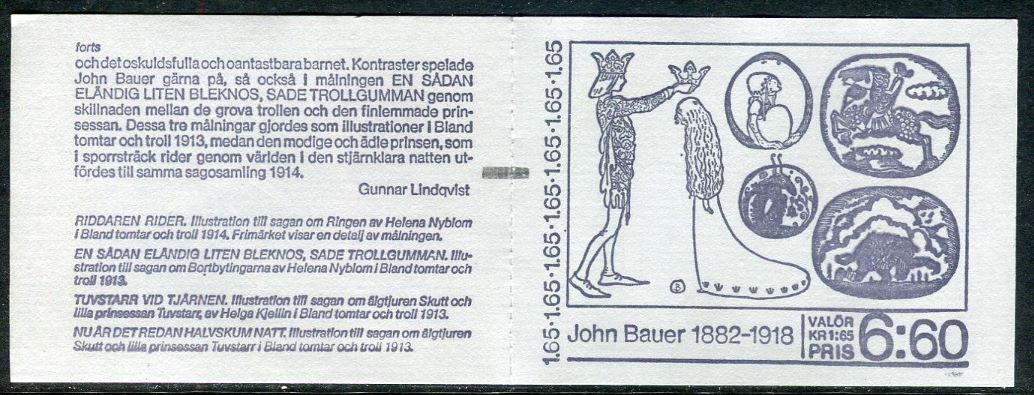 forts
och det oskuldsfulla och oantastbara barnet. Kontraster spelade
John Bauer gärna på, så också i målningen EN SÅDAN
ELÄNDIG LITEN BLEKNOS, SADE TROLLGUMMAN genom
skillnaden mellan de grova trollen och den finlemmade prin-
sessan. Dessa tre målningar gjordes som illustrationer i Bland
tomtar och troll 1913, medan den modige och ädle prinsen, som
i sporrsträck rider genom världen i den stjärnklara natten ut-
fördes till samma sagosamling 1914.
Gunnar Lindqvist
RIDDAREN RIDER. Illustration till sagan om Ringen av Helena Nyblom
i Bland tomtar och troll 1914. Frimärket visar en detalj av målningen.
EN SÅDAN ELÄNDIG LITEN BLEKNOS, SADE TROLLGUMMAN. Illu-
stration till sagan om Bortbytingarna av Helena Nyblom i Bland tomtar och
troll 1913.
TUVSTARR VID TJÄRNEN. Illustration till sagan om älgtjuren Skutt och
lilla prinsessan Tuvstarr, av Helga Kjellin i Bland tomtar och troll 1913.
NU ÄR DET REDAN HALVSKUM NATT. Illustration till sagan om älgtjuren
Skutt och lilla prinsessan Tuvstarr i Bland tomtar och troll 1913.
1.65·1.65·1.65·1.65·1.65·1.65·1.65
John Bauer 1882-1918
VALÖR
KR 1:65
PRIS
6:60